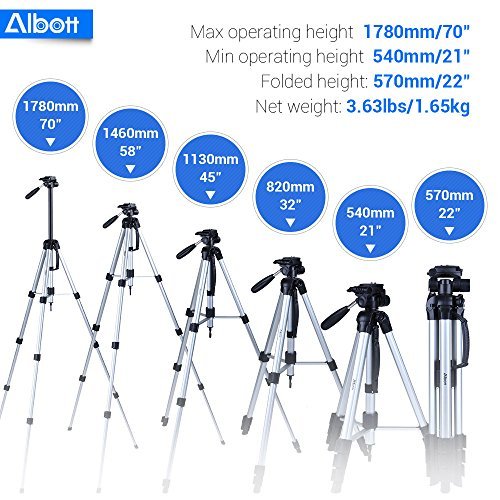 Albott
Max operating height 1780mm/70"
Min operating height 540mm/21"
Folded height: 570mm/22"
Net weight: 3.63lbs/1.65kg
1780mm
70"
1460mm
58"
1130mm
45"
820mm
32"
540mm
21"
570mm
22"
Albott